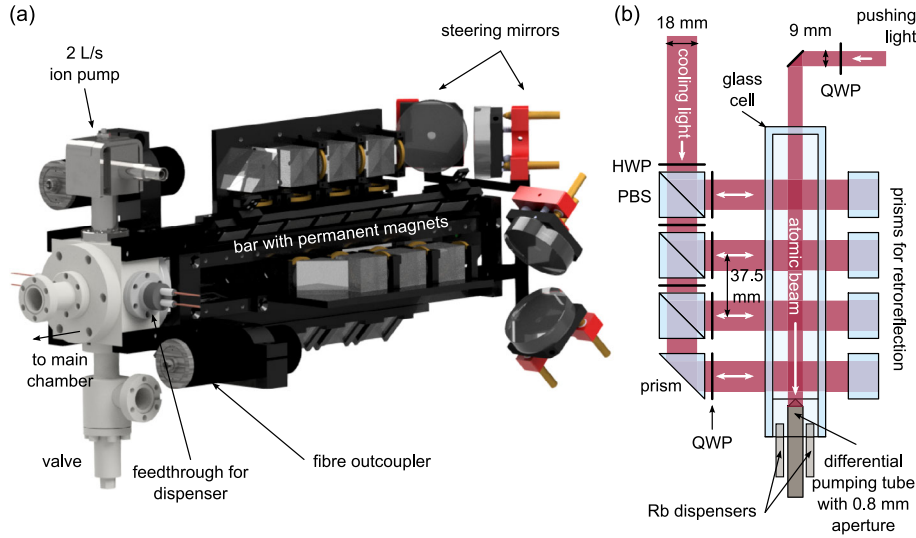 (a)
2 L/s
ion pump
steering mirrors
bar with permanent magnets
to main
chamber
valve
feedthrough for
dispenser
fibre outcoupler
(b)
18 mm
cooling light
9 mm
pushing
light
QWP
glass
cell
HWP
PBS
atomic beam
37.5
mm
prisms for retroreflection
prism
QWP
Rb dispensers
differential
pumping tube
with 0.8 mm
aperture